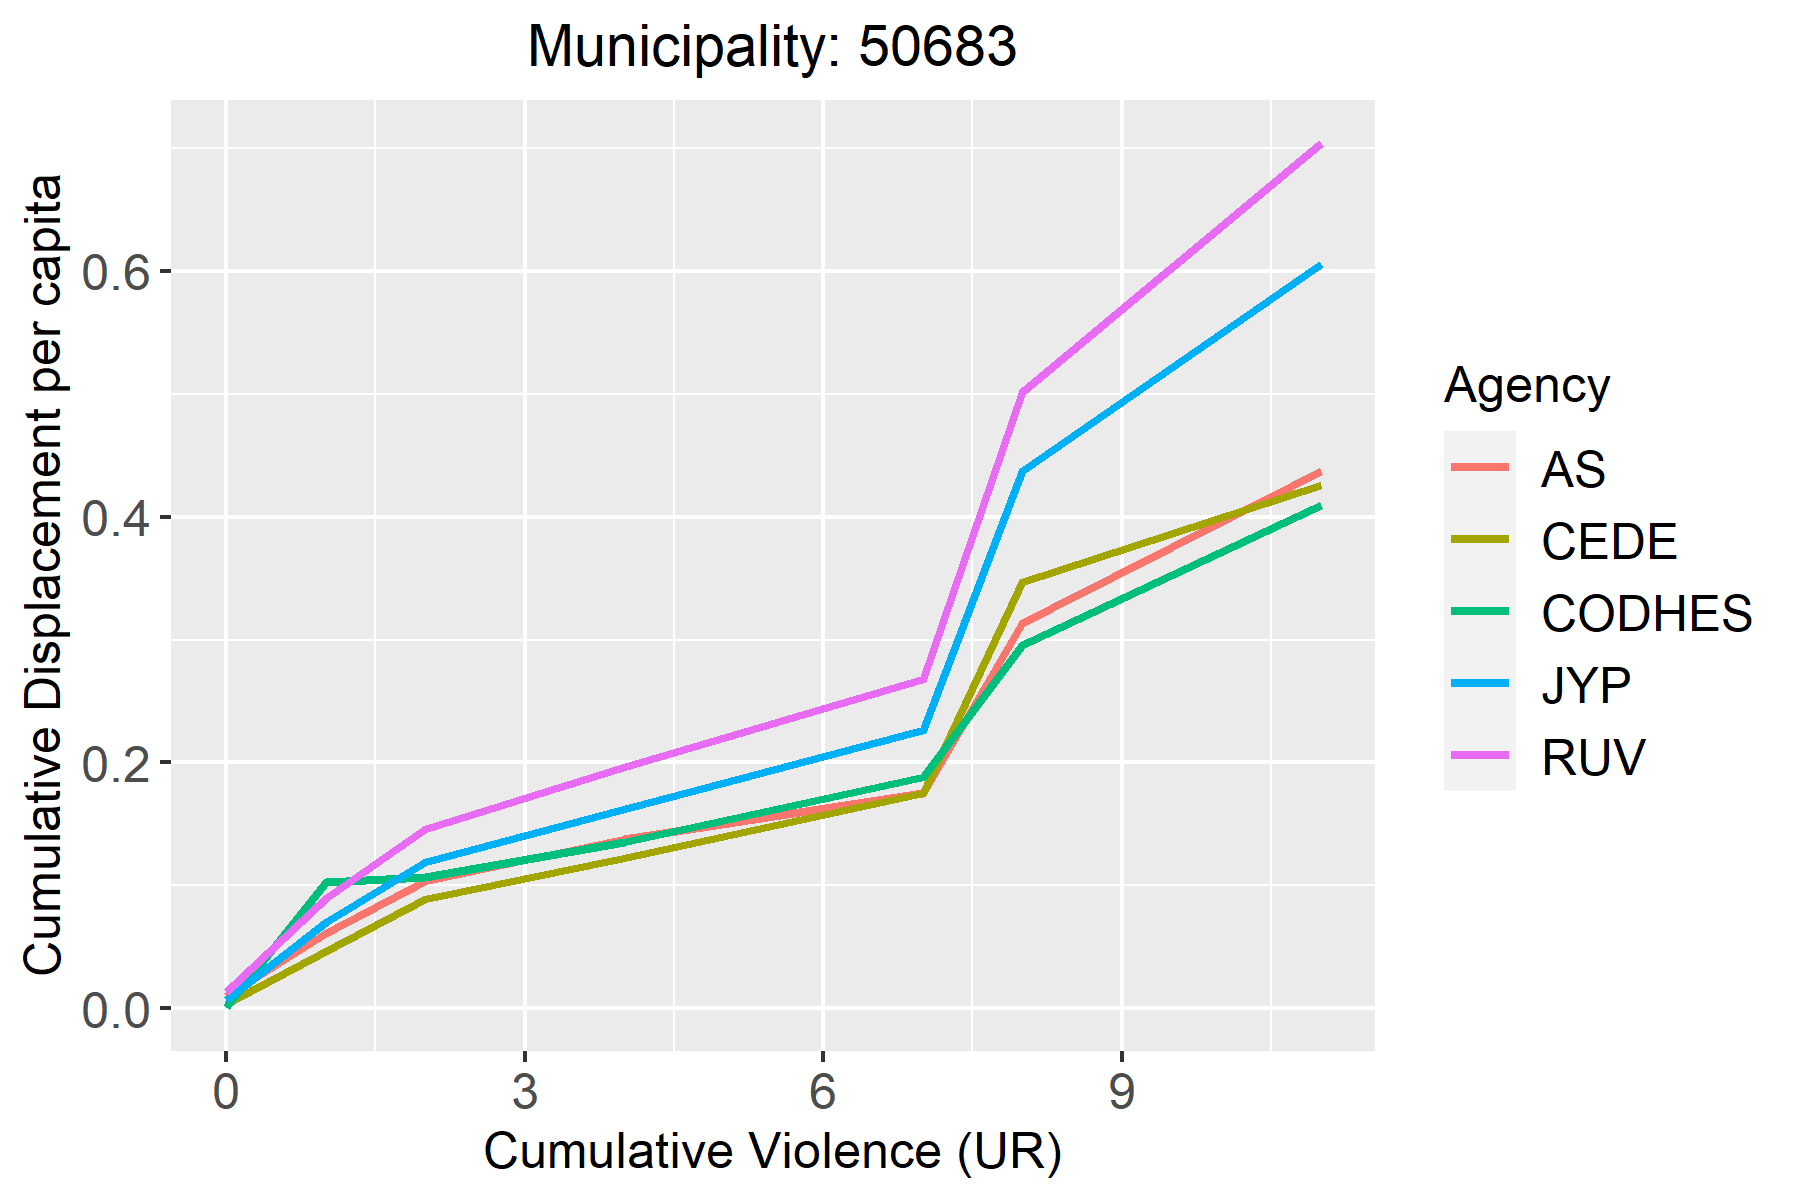 Municipality: 50683
Cumulative Displacement per capita
0.6
0.4
0.2
0.0
0 3 6 9
Cumulative Violence (UR)
Agency
AS
CEDE
CODHES
JYP
RUV